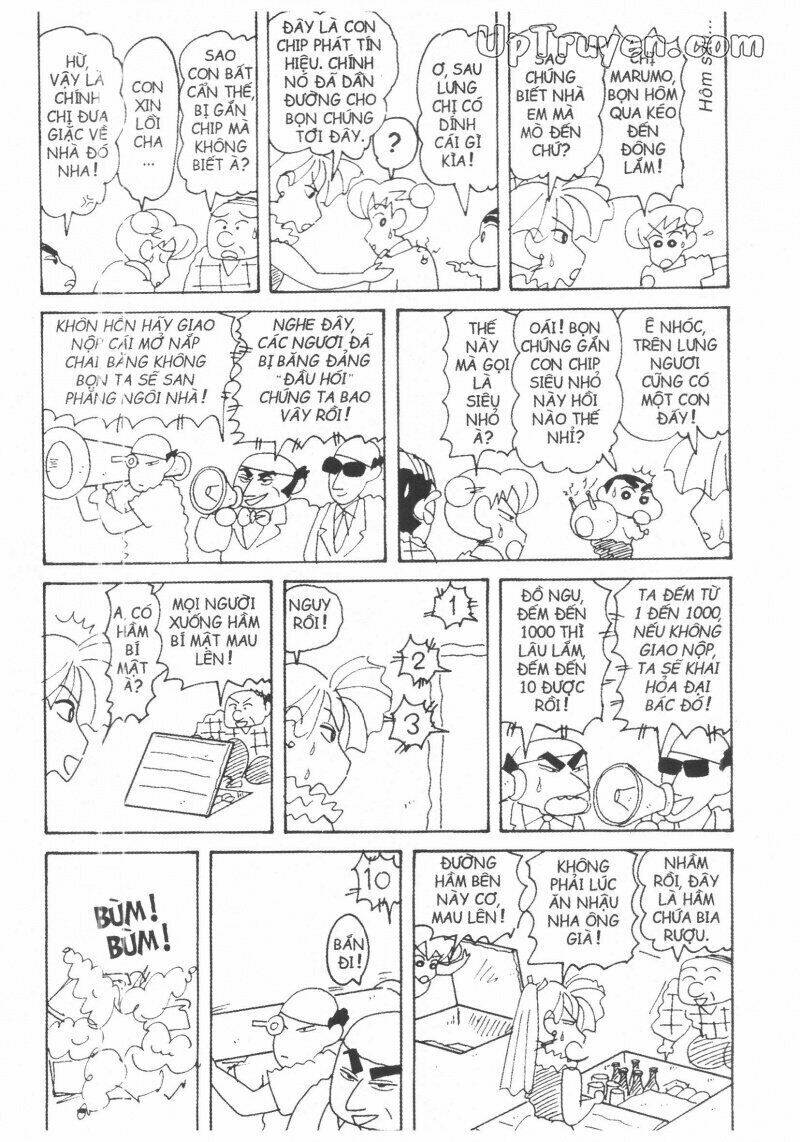 UpTruyen.com
Hôm sau...
CHỊ
MARUMO,
BỌN HÔM
QUA KÉO
ĐẾN
ĐÔNG
LẮM!
SAO
CHÚNG
BIẾT NHÀ
EM MÀ
MÒ ĐẾN
CHỨ?
Ơ, SAU
LƯNG
CHỊ CÓ
DÍNH
CÁI GÌ
KÌA!
?
ĐÂY LÀ CON
CHIP PHÁT TÍN
HIỆU. CHÍNH
NÓ ĐÃ DẪN
ĐƯỜNG CHO
BỌN CHÚNG
TỚI ĐÂY.
SAO
CON BẤT
CẨN THẾ,
BỊ GẮN
CHIP MÀ
KHÔNG
BIẾT À?
CON
XIN
LỖI
CHA
...
HỪ,
VẬY LÀ
CHÍNH
CHỊ ĐƯA
GIẶC VỀ
NHÀ ĐÓ
NHA!
Ê NHÓC,
TRÊN LƯNG
NGƯƠI
CŨNG CÓ
MỘT CON
ĐẤY!
OÁI! BỌN
CHÚNG GẮN
CON CHIP
SIÊU NHỎ
NÀY HỒI
NÀO THẾ
NHỈ?
THẾ
NÀY
MÀ GỌI
LÀ
SIÊU
NHỎ
À?
NGHE ĐÂY,
CÁC NGƯƠI ĐÃ
BỊ BĂNG ĐẢNG
"ĐẦU HÓI"
CHÚNG TA BAO
VÂY RỒI!
KHÔN HỒN HÃY GIAO
NỘP CÁI MỞ NẮP
CHAI BẰNG KHÔNG
BỌN TA SẼ SAN
PHẲNG NGÔI NHÀ!
TA ĐẾM TỪ
1 ĐẾN 1000,
NẾU KHÔNG
GIAO NỘP,
TA SẼ KHAI
HỎA ĐẠI
BÁC ĐÓ!
ĐỒ NGU,
ĐẾM ĐẾN
1000 THÌ
LÂU LẮM,
ĐẾM ĐẾN
10 ĐƯỢC
RỒI!
1
2
3
NGUY
RỒI!
MỌI NGƯỜI
XUỐNG HẦM
BÍ MẬT MAU
LÊN!
A, CÓ
HẦM
BÍ
MẬT
À?
NHẦM
RỒI, ĐÂY
LÀ HẦM
CHỨA BIA
RƯỢU.
KHÔNG
PHẢI LÚC
ĂN NHẬU
NHA ÔNG
GIÀ!
ĐƯỜNG
HẦM BÊN
NÀY CƠ,
MAU LÊN!
10
BẮN
ĐI!
BÙM!
BÙM!